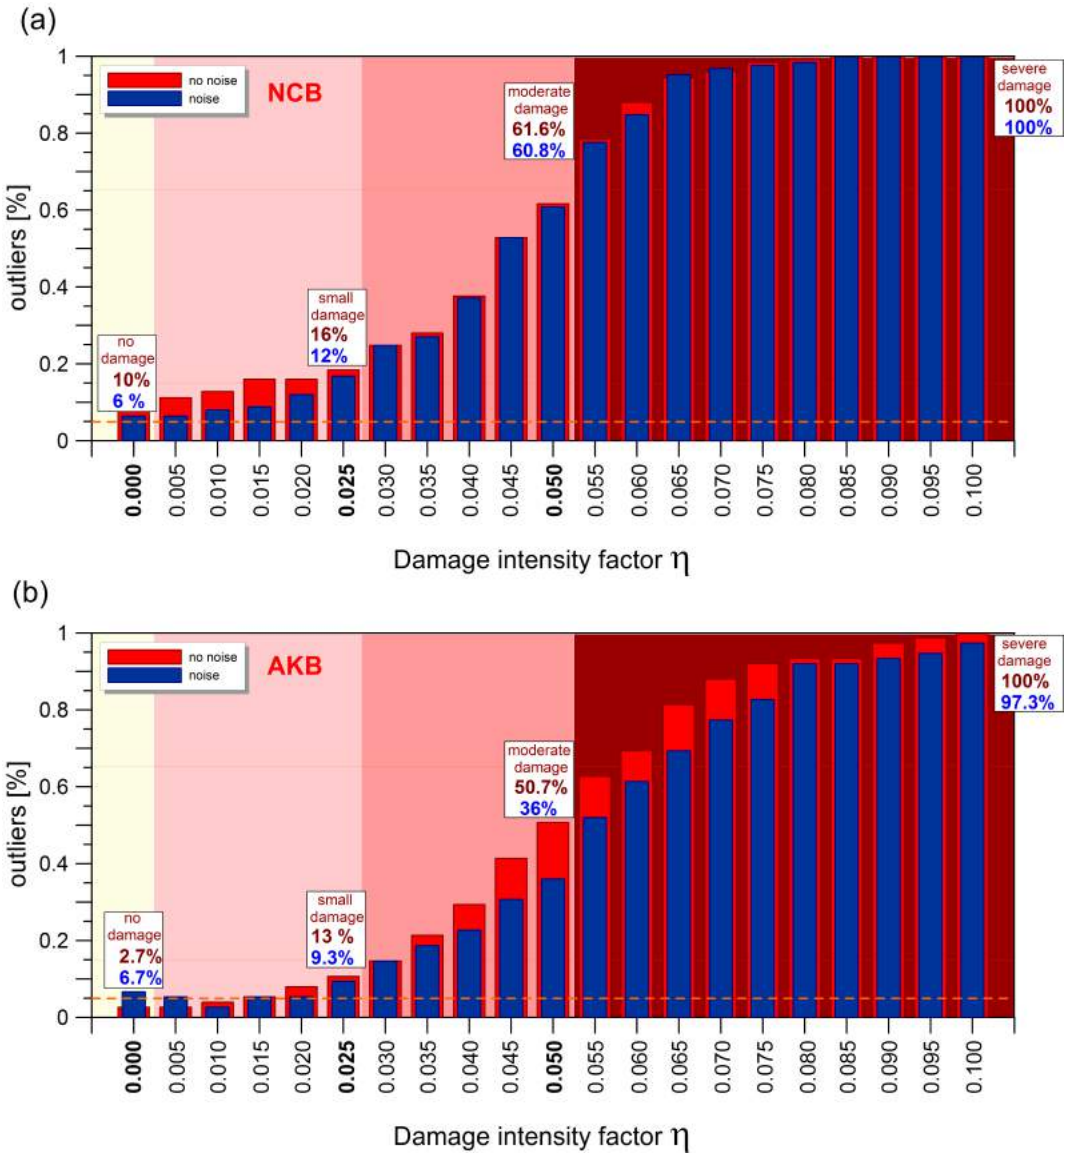 (a)
1
0.8
0.6
0.4
0.2
0
outliers [%]
no noise
noise
NCB
no
damage
10%
6 %
small
damage
16%
12%
moderate
damage
61.6%
60.8%
severe
damage
100%
100%
0.000
0.005
0.010
0.015
0.020
0.025
0.030
0.035
0.040
0.045
0.050
0.055
0.060
0.065
0.070
0.075
0.080
0.085
0.090
0.095
0.100
Damage intensity factor η
(b)
1
0.8
0.6
0.4
0.2
0
outliers [%]
no noise
noise
AKB
no
damage
2.7%
6.7%
small
damage
13 %
9.3%
moderate
damage
50.7%
36%
severe
damage
100%
97.3%
0.000
0.005
0.010
0.015
0.020
0.025
0.030
0.035
0.040
0.045
0.050
0.055
0.060
0.065
0.070
0.075
0.080
0.085
0.090
0.095
0.100
Damage intensity factor η